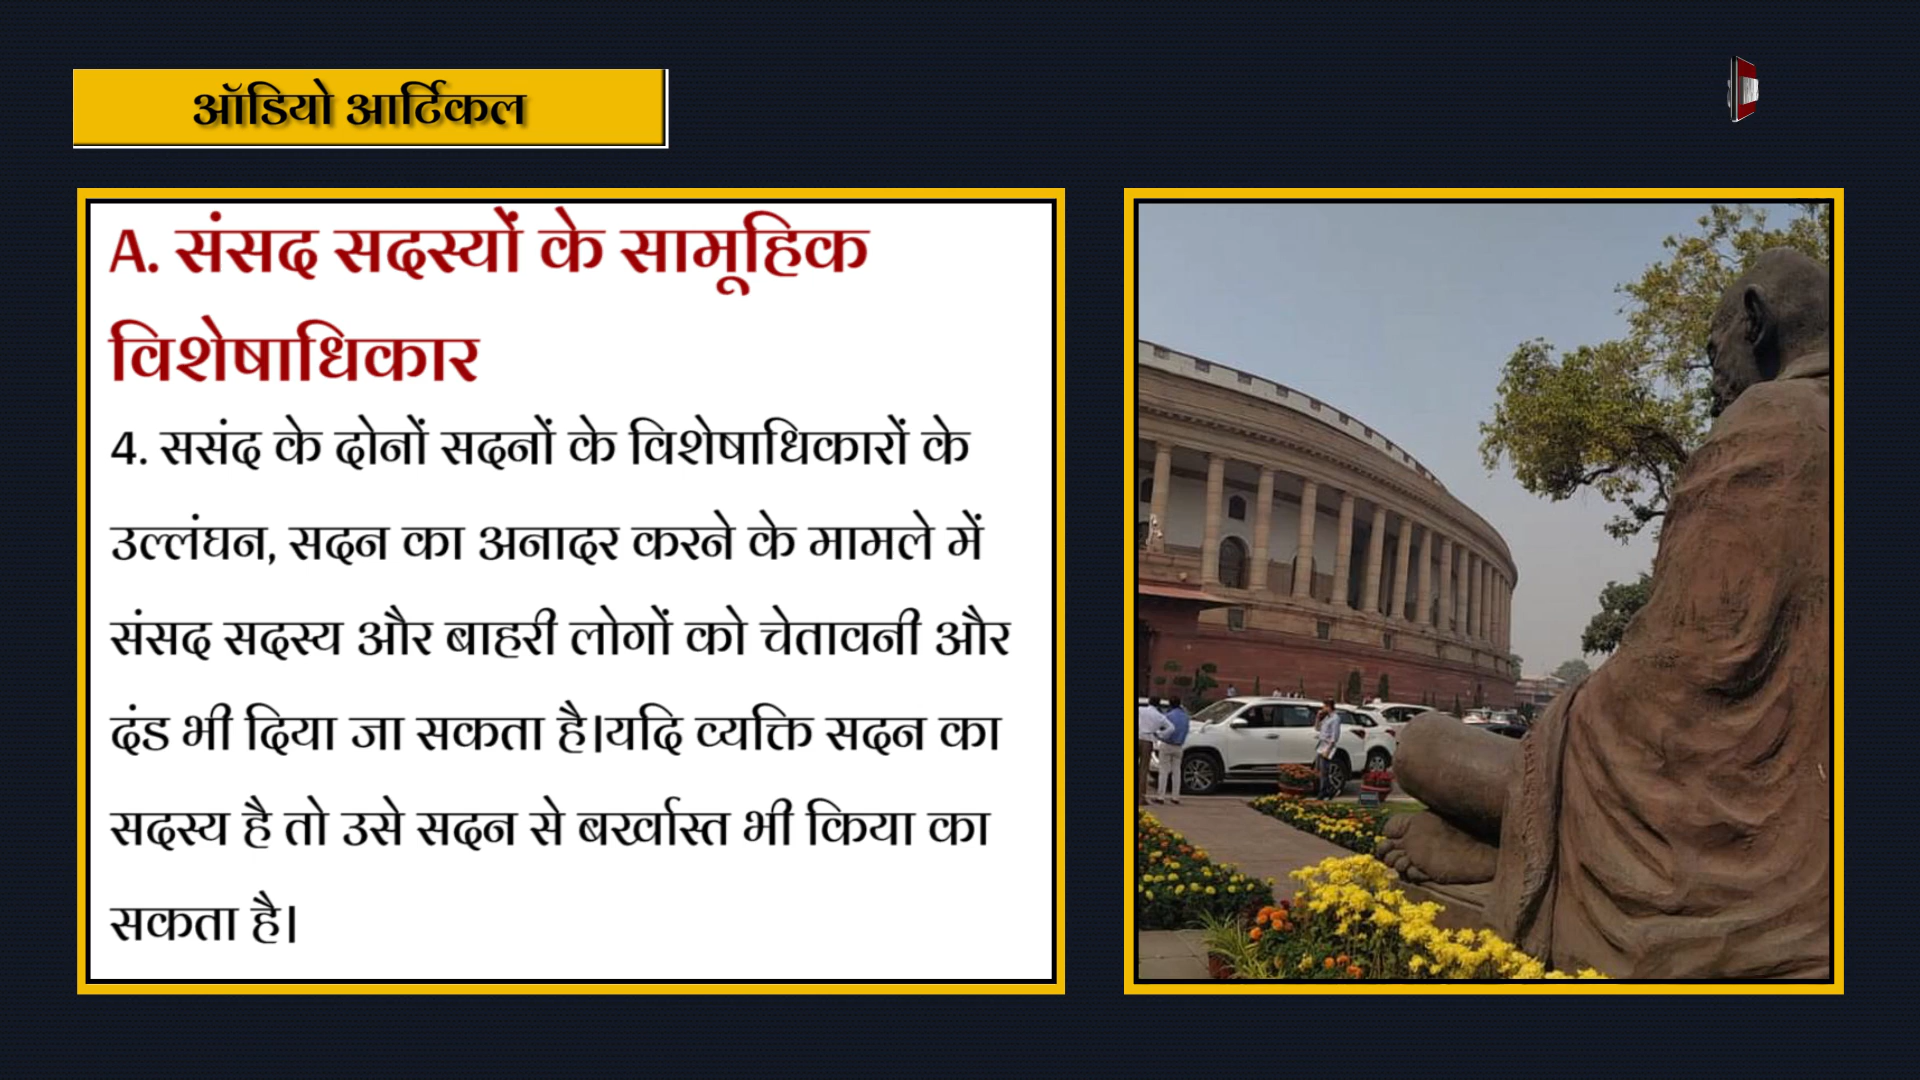 ऑडियो आर्टिकल
A. संसद सदस्यों के सामूहिक
विशेषाधिकार
4. ससंद के दोनों सदनों के विशेषाधिकारों के
उल्लंघन, सदन का अनादर करने के मामले में
संसद सदस्य और बाहरी लोगों को चेतावनी और
दंड भी दिया जा सकता है।यदि व्यक्ति सदन का
सदस्य है तो उसे सदन से बर्खास्त भी किया का
सकता है।